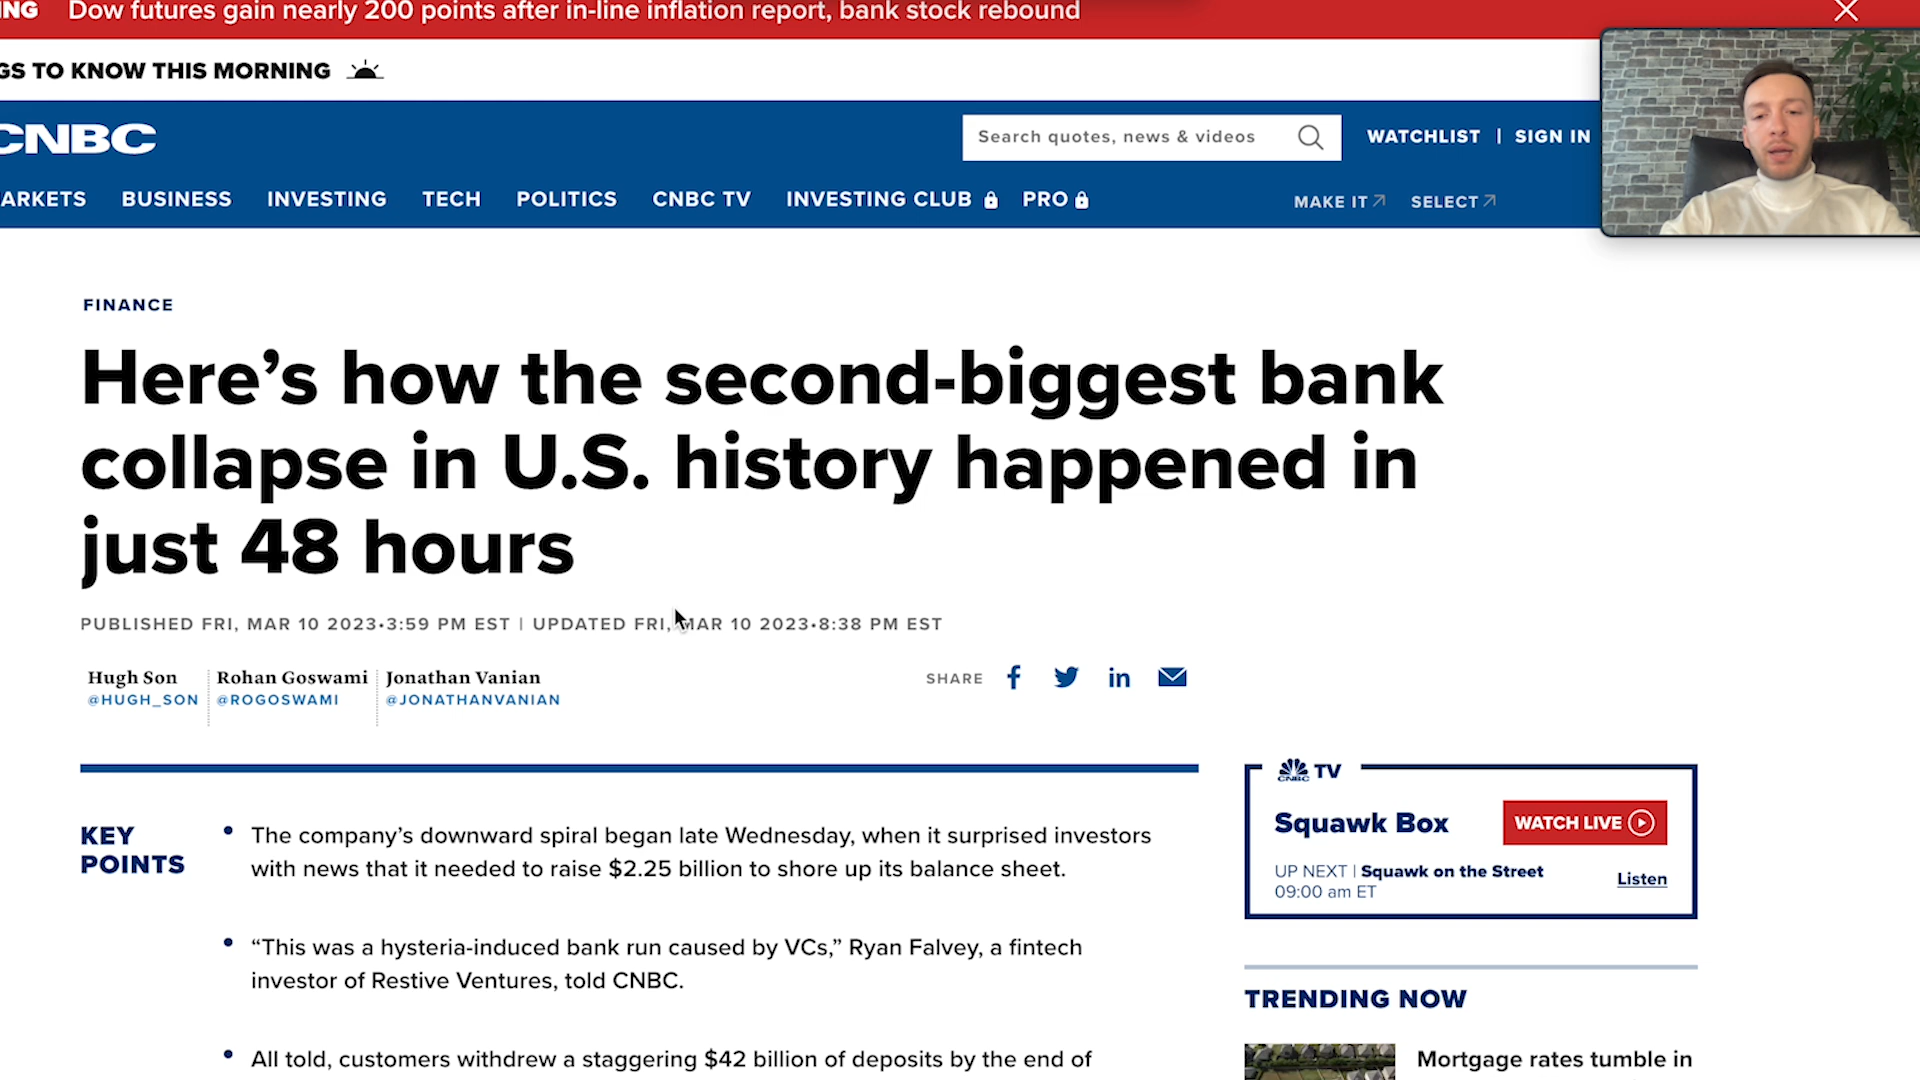 NG Dow futures gain nearly 200 points after in-line inflation report, bank stock rebound
GS TO KNOW THIS MORNING
CNBC
Search quotes, news & videos
WATCHLIST | SIGN IN
ARKETS BUSINESS INVESTING TECH POLITICS CNBC TV INVESTING CLUB PRO MAKE IT SELECT
FINANCE
Here’s how the second-biggest bank
collapse in U.S. history happened in
just 48 hours
PUBLISHED FRI, MAR 10 2023•3:59 PM EST | UPDATED FRI, MAR 10 2023•8:38 PM EST
Hugh Son Rohan Goswami Jonathan Vanian
@HUGH_SON @ROGOSWAMI @JONATHANVANIAN
SHARE
KEY
POINTS
• The company’s downward spiral began late Wednesday, when it surprised investors
with news that it needed to raise $2.25 billion to shore up its balance sheet.
• “This was a hysteria-induced bank run caused by VCs,” Ryan Falvey, a fintech
investor of Restive Ventures, told CNBC.
• All told, customers withdrew a staggering $42 billion of deposits by the end of
CNBC TV
Squawk Box
WATCH LIVE
UP NEXT | Squawk on the Street
09:00 am ET
Listen
TRENDING NOW
Mortgage rates tumble in